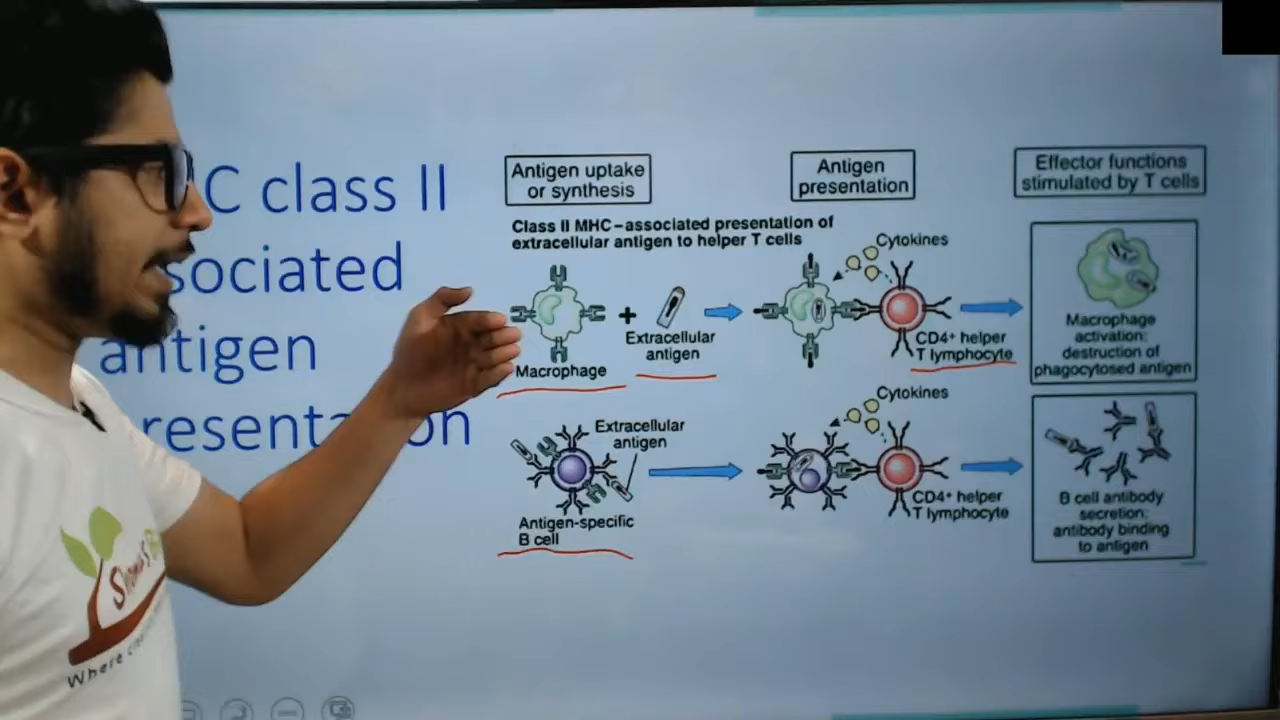 C class II
sociated
antigen
resentation
Antigen uptake
or synthesis
Antigen
presentation
Effector functions
stimulated by T cells
Class II MHC–associated presentation of
extracellular antigen to helper T cells
Cytokines
Extracellular
antigen
Macrophage
CD4+ helper
T lymphocyte
Macrophage
activation:
destruction of
phagocytosed antigen
Extracellular
antigen
Antigen-specific
B cell
Cytokines
CD4+ helper
T lymphocyte
B cell antibody
secretion:
antibody binding
to antigen
Where